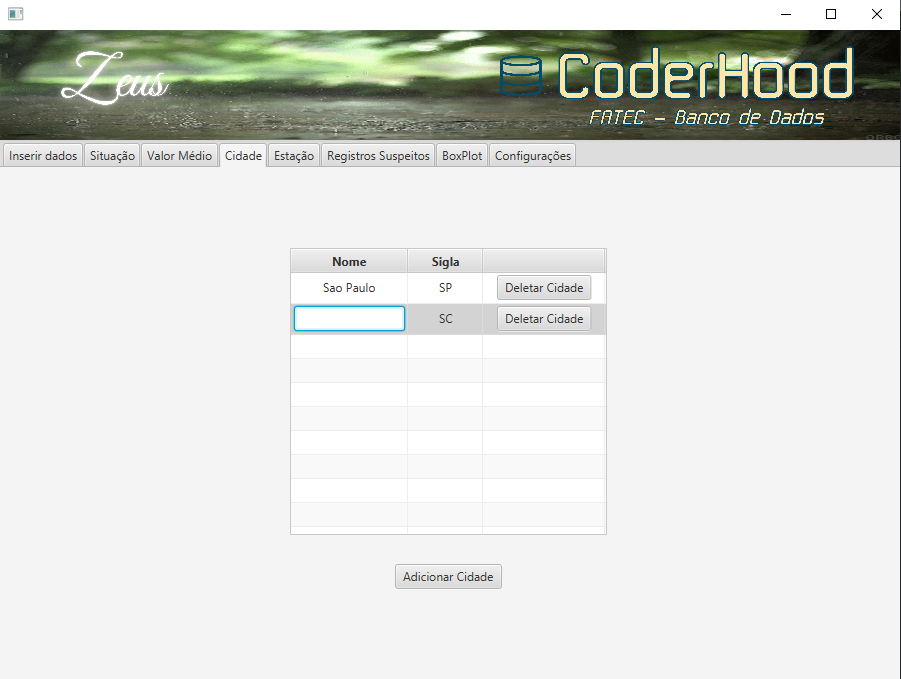 Zeus
CoderHood
FATEC - Banco de Dados
Inserir dados Situação Valor Médio Cidade Estação Registros Suspeitos BoxPlot Configurações
Nome Sigla
Sao Paulo SP Deletar Cidade
SC Deletar Cidade
Adicionar Cidade